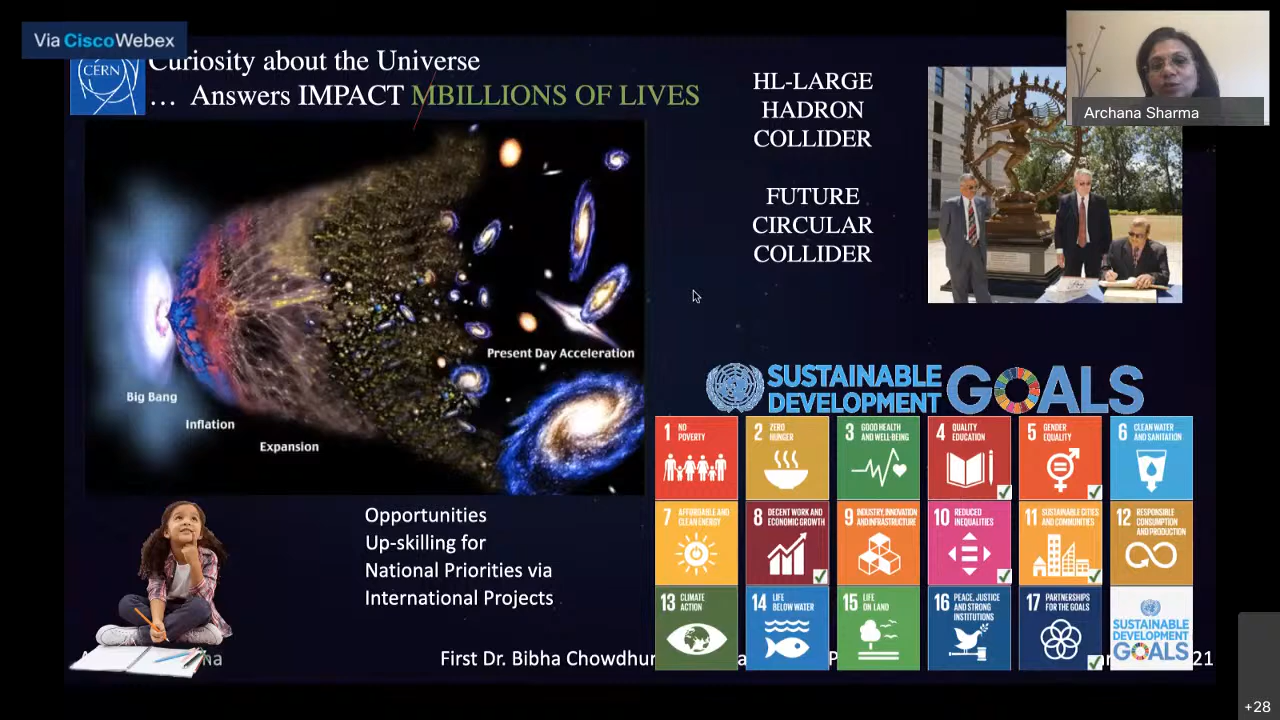 Via CiscoWebex
CERN
Curiosity about the Universe
… Answers IMPACT MBILLIONS OF LIVES
HL-LARGE
HADRON
COLLIDER
FUTURE
CIRCULAR
COLLIDER
Archana Sharma
Big Bang
Inflation
Expansion
Present Day Acceleration
SUSTAINABLE
DEVELOPMENT
GOALS
1 NO
POVERTY
2 ZERO
HUNGER
3 GOOD HEALTH
AND WELL-BEING
4 QUALITY
EDUCATION
5 GENDER
EQUALITY
6 CLEAN WATER
AND SANITATION
7 AFFORDABLE AND
CLEAN ENERGY
8 DECENT WORK AND
ECONOMIC GROWTH
9 INDUSTRY, INNOVATION
AND INFRASTRUCTURE
10 REDUCED
INEQUALITIES
11 SUSTAINABLE CITIES
AND COMMUNITIES
12 RESPONSIBLE
CONSUMPTION
AND PRODUCTION
13 CLIMATE
ACTION
14 LIFE
BELOW WATER
15 LIFE
ON LAND
16 PEACE, JUSTICE
AND STRONG
INSTITUTIONS
17 PARTNERSHIPS
FOR THE GOALS
SUSTAINABLE
DEVELOPMENT
GOALS
Opportunities
Up-skilling for
National Priorities via
International Projects
First Dr. Bibha
21
+28